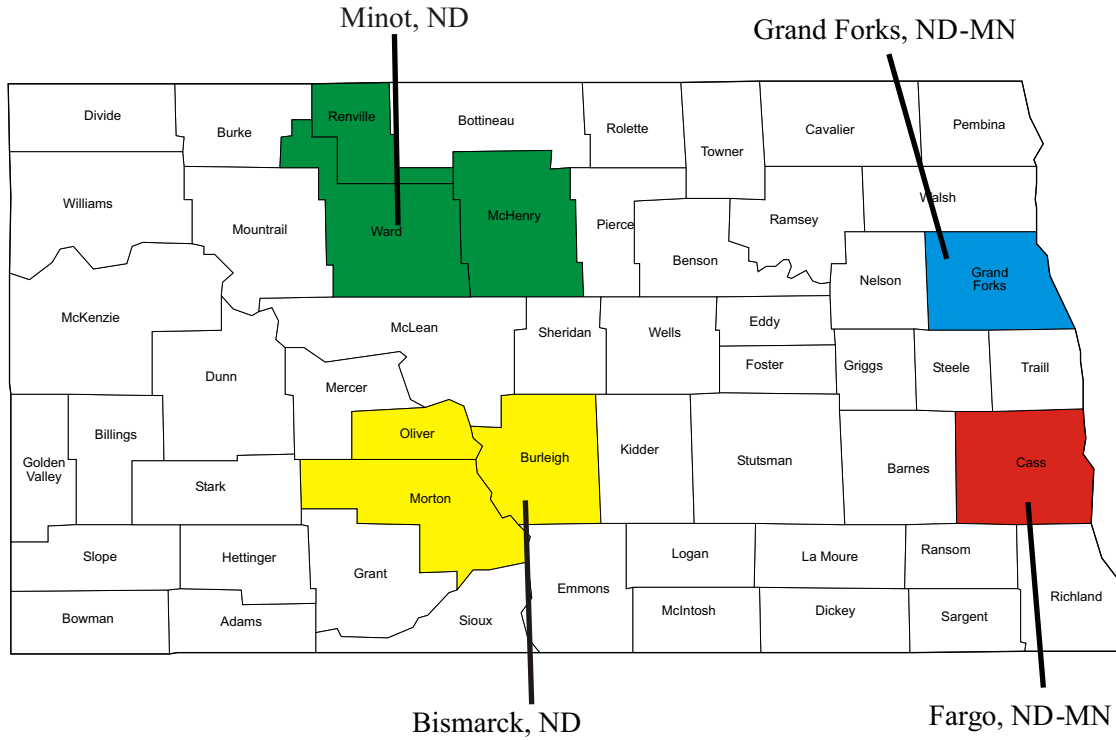 Minot, ND
Grand Forks, ND-MN
Divide
Burke
Renville
Bottineau
Rolette
Towner
Cavalier
Pembina
Williams
Mountrail
Ward
McHenry
Pierce
Benson
Ramsey
Walsh
Nelson
Grand
Forks
McKenzie
McLean
Sheridan
Wells
Eddy
Foster
Griggs
Steele
Traill
Dunn
Mercer
Oliver
Burleigh
Kidder
Stutsman
Barnes
Cass
Golden
Valley
Billings
Stark
Morton
Slope
Hettinger
Grant
Emmons
Logan
La Moure
Ransom
Richland
Bowman
Adams
Sioux
McIntosh
Dickey
Sargent
Bismarck, ND
Fargo, ND-MN